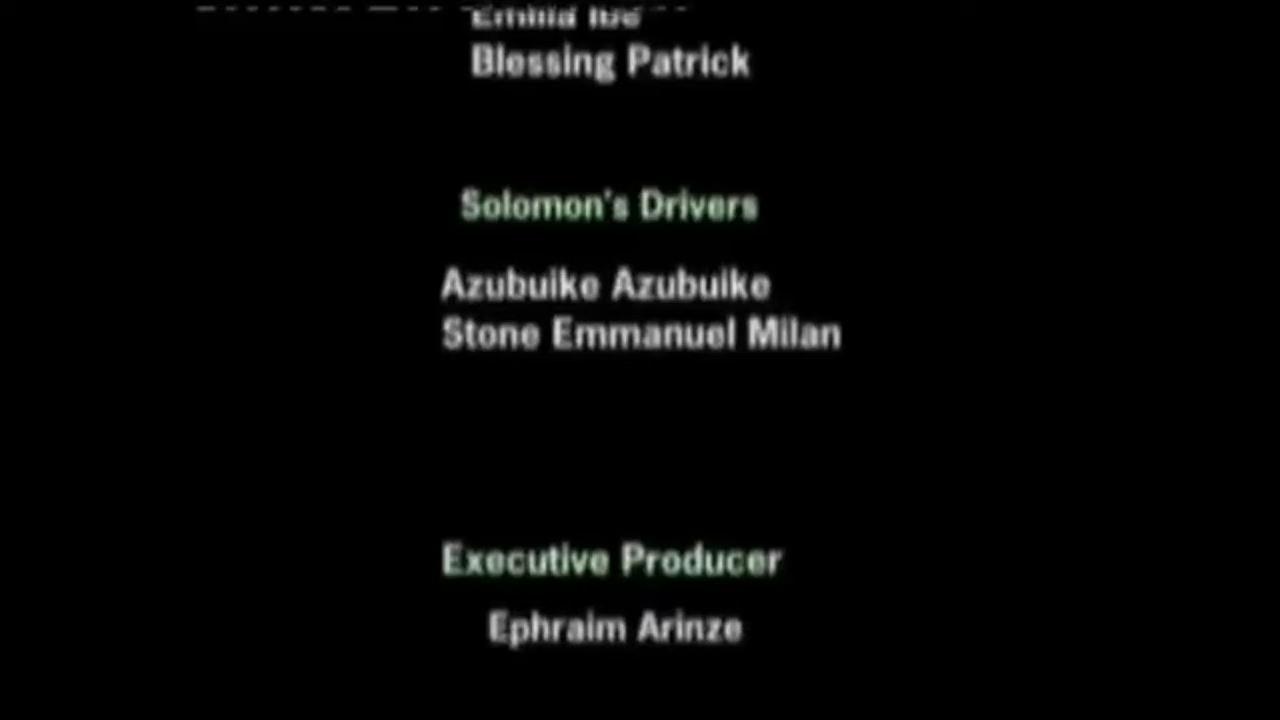 Blessing Patrick
Solomon's Drivers
Azubuike Azubuike
Stone Emmanuel Milan
Executive Producer
Ephraim Arinze